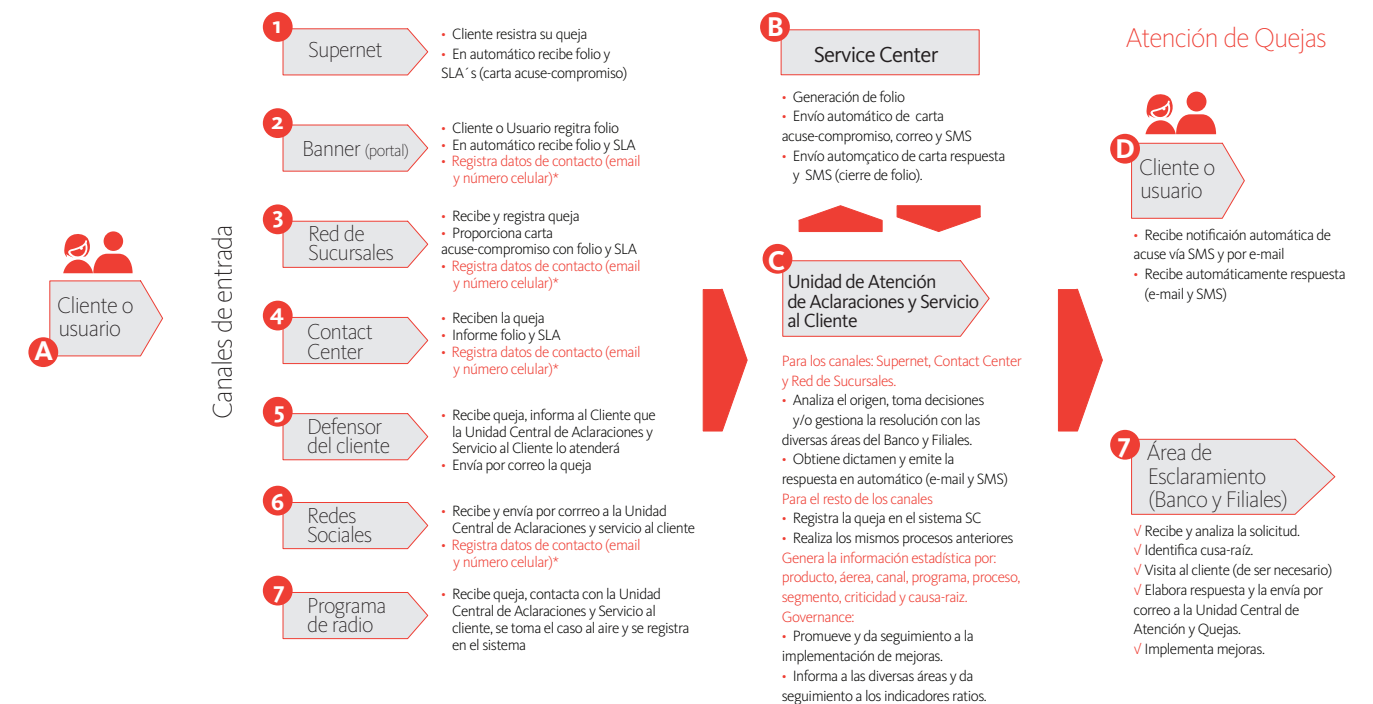 Atención de Quejas
A
Cliente o
usuario
Canales de entrada
1
Supernet
• Cliente resistra su queja
• En automático recibe folio y
SLA´s (carta acuse-compromiso)
2
Banner (portal)
• Cliente o Usuario regitra folio
• En automático recibe folio y SLA
• Registra datos de contacto (email
y número celular)*
3
Red de
Sucursales
• Recibe y registra queja
• Proporciona carta
acuse-compromiso con folio y SLA
• Registra datos de contacto (email
y número celular)*
4
Contact
Center
• Reciben la queja
• Informe folio y SLA
• Registra datos de contacto (email
y número celular)*
5
Defensor
del cliente
• Recibe queja, informa al Cliente que
la Unidad Central de Aclaraciones y
Servicio al Cliente lo atenderá
• Envía por correo la queja
6
Redes
Sociales
• Recibe y envía por corrreo a la Unidad
Central de Aclaraciones y servicio al cliente
• Registra datos de contacto (email
y número celular)*
7
Programa
de radio
• Recibe queja, contacta con la Unidad
Central de Aclaraciones y Servicio al
cliente, se toma el caso al aire y se registra
en el sistema
B
Service Center
• Generación de folio
• Envío automático de carta
acuse-compromiso, correo y SMS
• Envío automçatico de carta respuesta
y SMS (cierre de folio).
C
Unidad de Atención
de Aclaraciones y Servicio
al Cliente
Para los canales: Supernet, Contact Center
y Red de Sucursales.
• Analiza el origen, toma decisiones
y/o gestiona la resolución con las
diversas áreas del Banco y Filiales.
• Obtiene dictamen y emite la
respuesta en automático (e-mail y SMS)
Para el resto de los canales
• Registra la queja en el sistema SC
• Realiza los mismos procesos anteriores
Genera la información estadística por:
producto, áerea, canal, programa, proceso,
segmento, criticidad y causa-raiz.
Governance:
• Promueve y da seguimiento a la
implementación de mejoras.
• Informa a las diversas áreas y da
seguimiento a los indicadores ratios.
D
Cliente o
usuario
• Recibe notificaión automática de
acuse vía SMS y por e-mail
• Recibe automáticamente respuesta
(e-mail y SMS)
7
Área de
Esclaramiento
(Banco y Filiales)
√ Recibe y analiza la solicitud.
√ Identifica cusa-raíz.
√ Visita al cliente (de ser necesario)
√ Elabora respuesta y la envía por
correo a la Unidad Central de
Atención y Quejas.
√ Implementa mejoras.